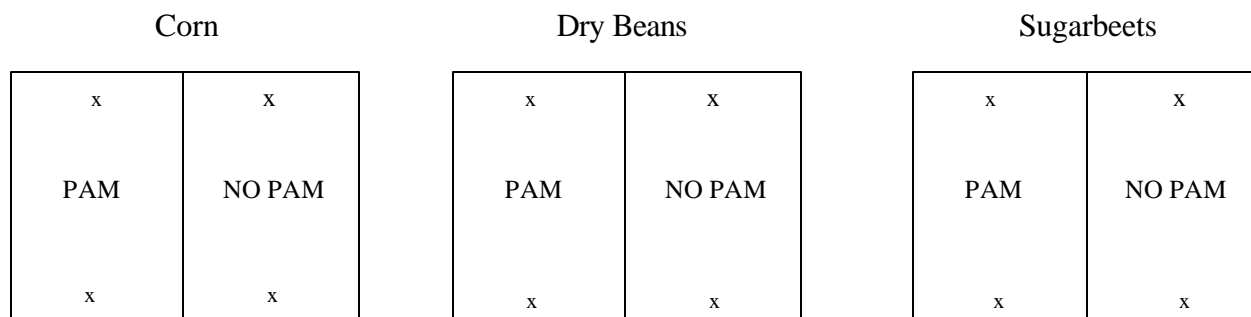 Corn Dry Beans Sugarbeets
x x x x x x
PAM NO PAM PAM NO PAM PAM NO PAM
x x x x x x